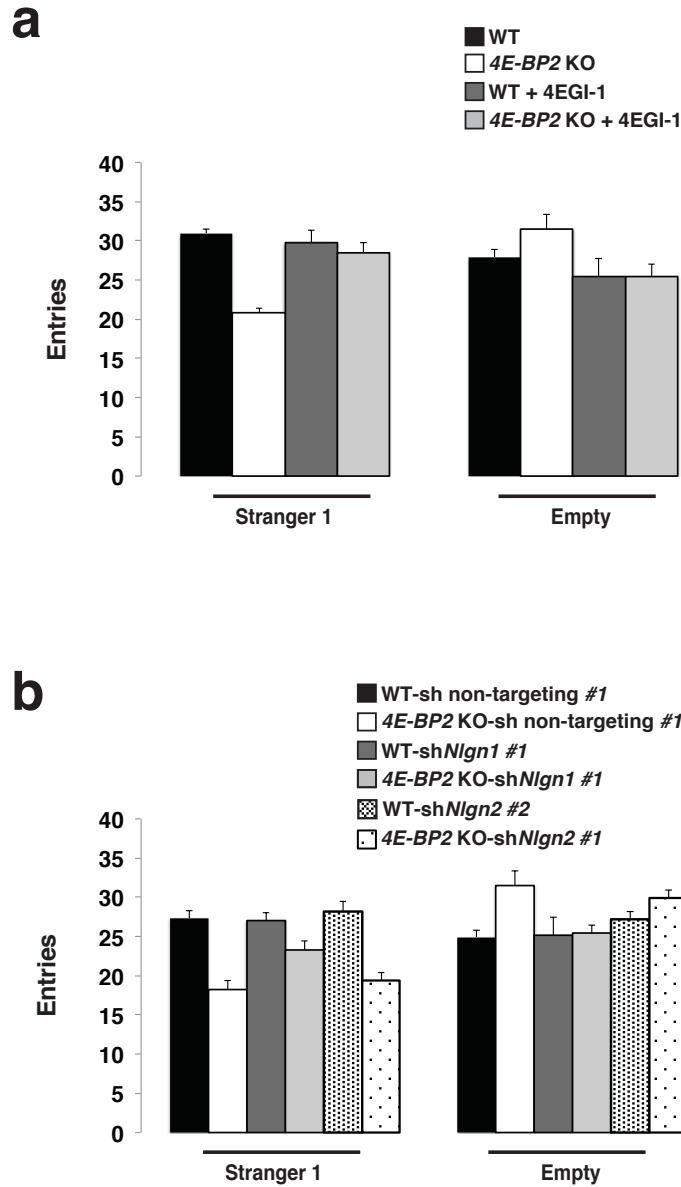 a
WT
4E-BP2 KO
WT + 4EGI-1
4E-BP2 KO + 4EGI-1
40
35
30
25
20
15
10
5
0
Entries
Stranger 1
Empty
b
WT-sh non-targeting #1
4E-BP2 KO-sh non-targeting #1
WT-shNlgn1 #1
4E-BP2 KO-shNlgn1 #1
WT-shNlgn2 #2
4E-BP2 KO-shNlgn2 #1
40
35
30
25
20
15
10
5
0
Entries
Stranger 1
Empty